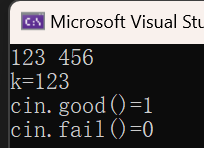 Microsoft Visual Stu
123 456
k=123
cin.good()=1
cin.fail()=0